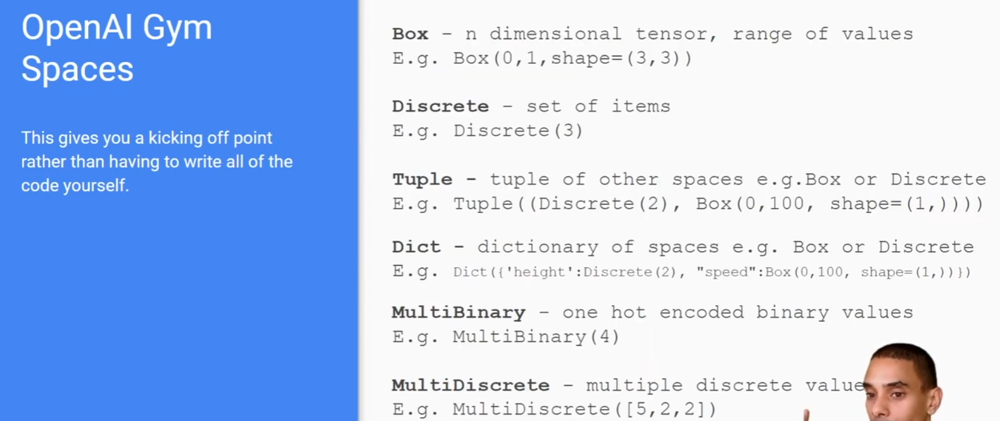 OpenAI Gym
Spaces
This gives you a kicking off point
rather than having to write all of the
code yourself.
Box - n dimensional tensor, range of values
E.g. Box(0,1,shape=(3,3))
Discrete - set of items
E.g. Discrete(3)
Tuple - tuple of other spaces e.g.Box or Discrete
E.g. Tuple((Discrete(2), Box(0,100, shape=(1,))))
Dict - dictionary of spaces e.g. Box or Discrete
E.g. Dict({'height':Discrete(2), "speed":Box(0,100, shape=(1,))})
MultiBinary - one hot encoded binary values
E.g. MultiBinary(4)
MultiDiscrete - multiple discrete value
E.g. MultiDiscrete([5,2,2])